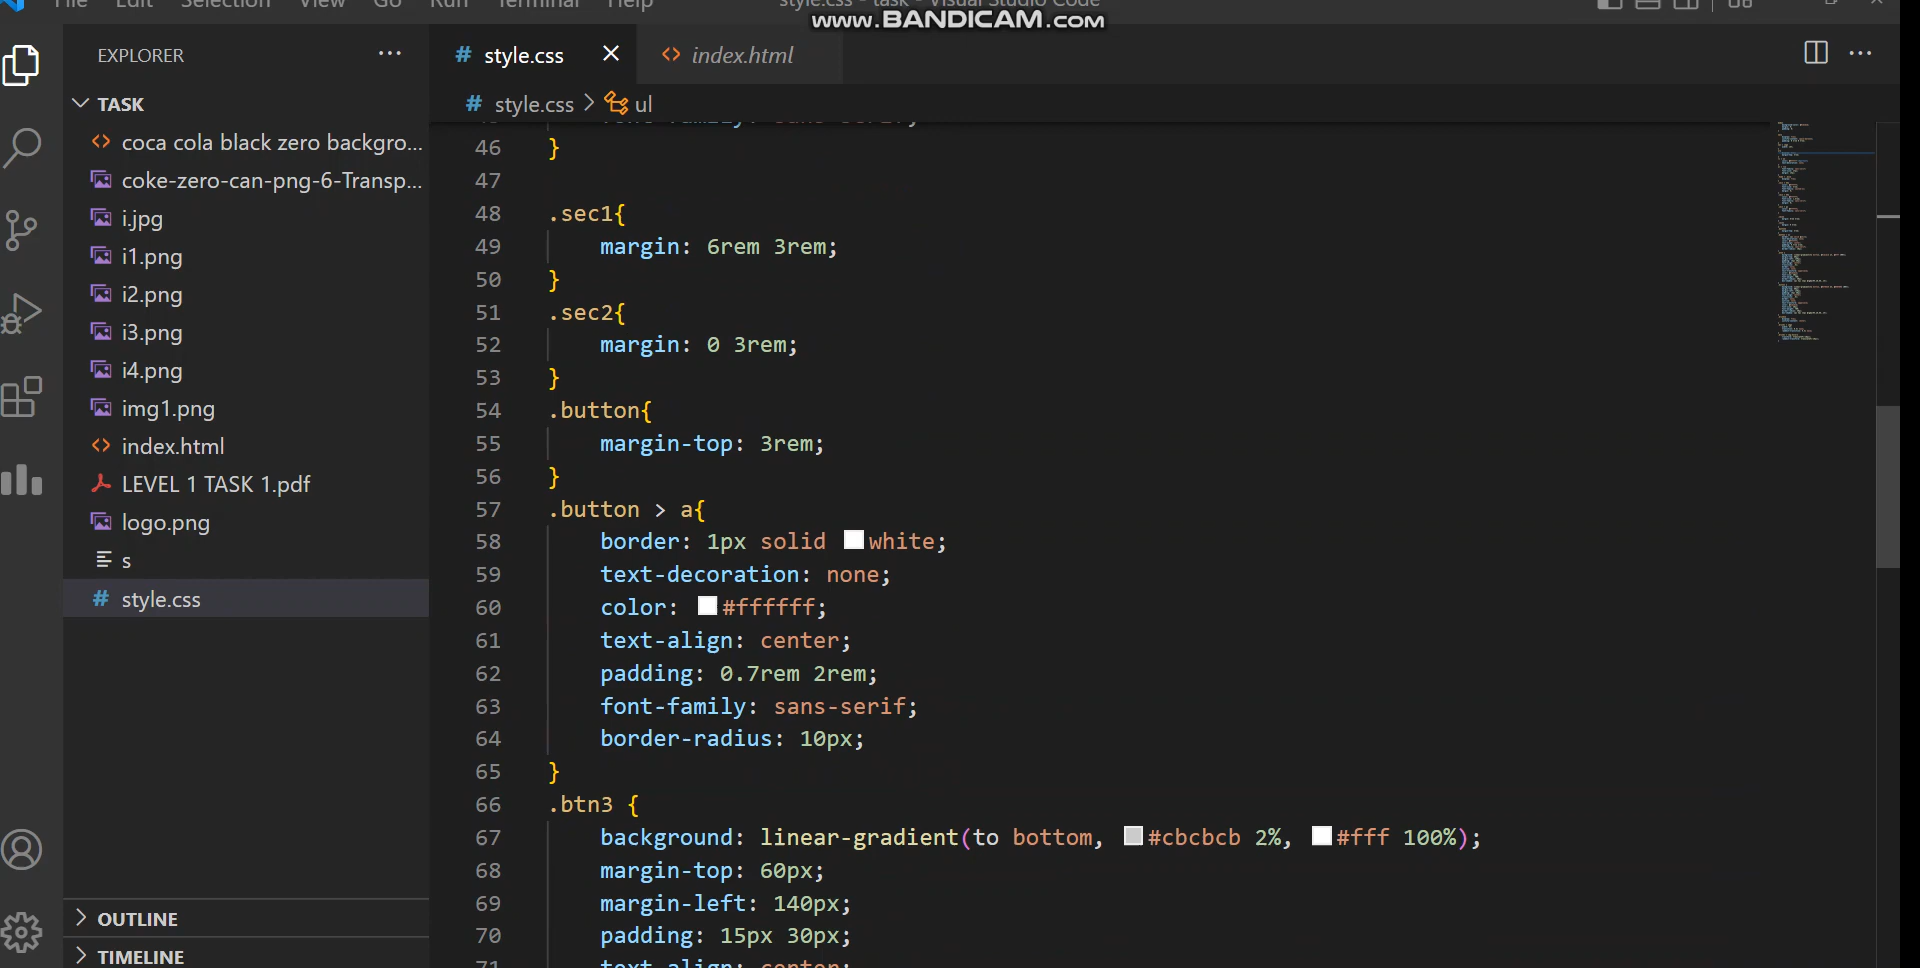 File Edit Selection View Go Run Terminal Help
style.css - task - Visual Studio Code
www.BANDICAM.com
EXPLORER
style.css
index.html
TASK
style.css > ul
coca cola black zero backgro...
coke-zero-can-png-6-Transp...
i.jpg
i1.png
i2.png
i3.png
i4.png
img1.png
index.html
LEVEL 1 TASK 1.pdf
logo.png
s
style.css
OUTLINE
TIMELINE
font-family: sans-serif;
46 }
47
48 .sec1{
49 margin: 6rem 3rem;
50 }
51 .sec2{
52 margin: 0 3rem;
53 }
54 .button{
55 margin-top: 3rem;
56 }
57 .button > a{
58 border: 1px solid white;
59 text-decoration: none;
60 color: #ffffff;
61 text-align: center;
62 padding: 0.7rem 2rem;
63 font-family: sans-serif;
64 border-radius: 10px;
65 }
66 .btn3 {
67 background: linear-gradient(to bottom, #cbcbcb 2%, #fff 100%);
68 margin-top: 60px;
69 margin-left: 140px;
70 padding: 15px 30px;
71 text-align: center;